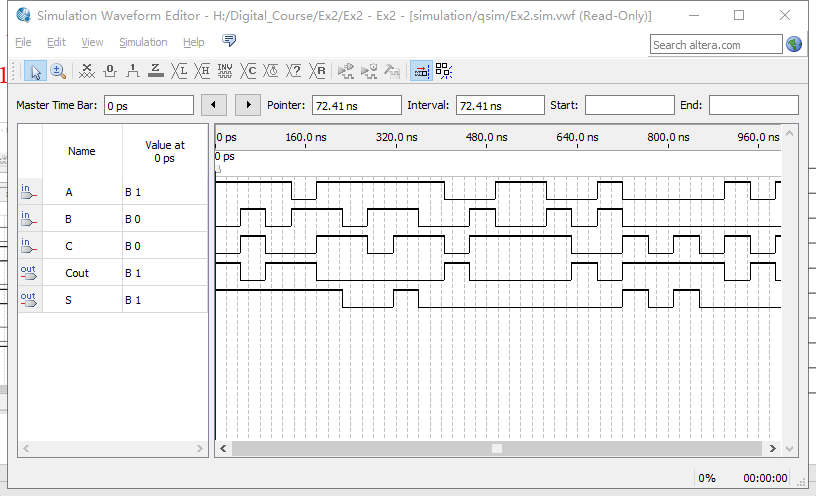 Simulation Waveform Editor - H:/Digital_Course/Ex2/Ex2 - Ex2 - [simulation/qsim/Ex2.sim.vwf (Read-Only)]
File Edit View Simulation Help
Search altera.com
Master Time Bar: 0 ps Pointer: 72.41 ns Interval: 72.41 ns Start: End:
Name Value at 0 ps
0 ps 160.0 ns 320.0 ns 480.0 ns 640.0 ns 800.0 ns 960.0 ns
0 ps
in A B 1
in B B 0
in C B 0
out Cout B 1
out S B 1
0% 00:00:00